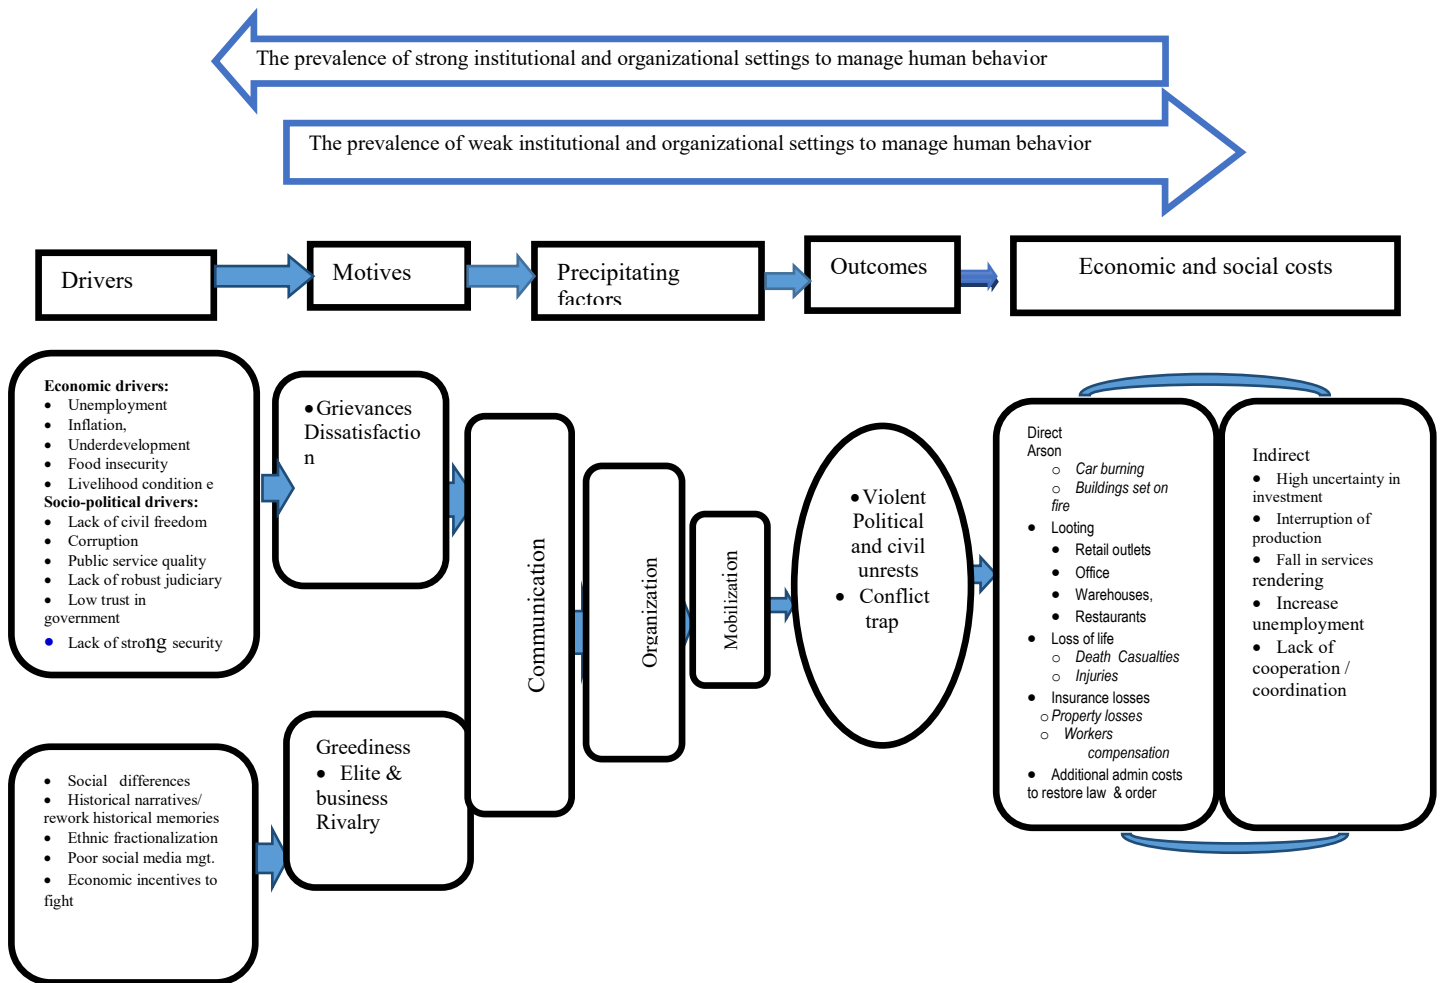 The prevalence of strong institutional and organizational settings to manage human behavior
The prevalence of weak institutional and organizational settings to manage human behavior
Drivers
Motives
Precipitating
factors
Outcomes
Economic and social costs
Economic drivers:
• Unemployment
• Inflation,
• Underdevelopment
• Food insecurity
• Livelihood condition e
Socio-political drivers:
• Lack of civil freedom
• Corruption
• Public service quality
• Lack of robust judiciary
• Low trust in
government
• Lack of strong security
• Social differences
• Historical narratives/
rework historical memories
• Ethnic fractionalization
• Poor social media mgt.
• Economic incentives to
fight
• Grievances
Dissatisfactio
n
Greediness
• Elite &
business
Rivalry
Communication
Organization
Mobilization
• Violent
Political
and civil
unrests
• Conflict
trap
Direct
Arson
o Car burning
o Buildings set on
fire
• Looting
• Retail outlets
• Office
• Warehouses,
• Restaurants
• Loss of life
o Death Casualties
o Injuries
• Insurance losses
o Property losses
o Workers
compensation
• Additional admin costs
to restore law & order
Indirect
• High uncertainty in
investment
• Interruption of
production
• Fall in services
rendering
• Increase
unemployment
• Lack of
cooperation /
coordination